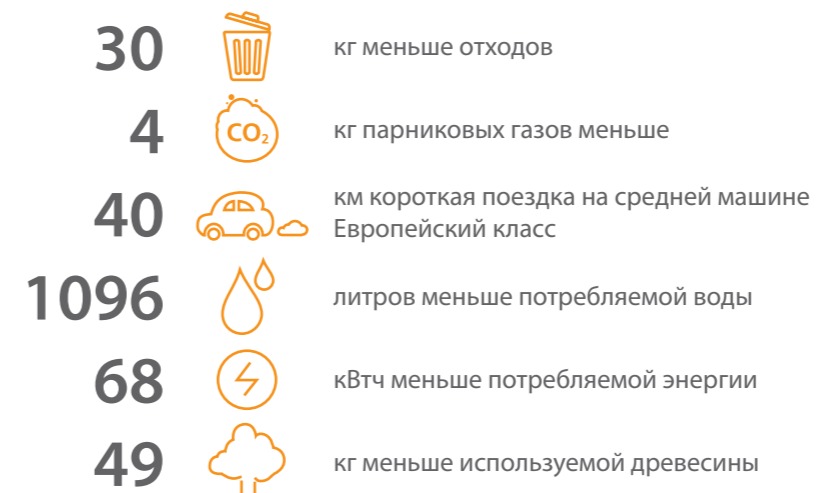 30
кг меньше отходов
4
CO₂
кг парниковых газов меньше
40
км короткая поездка на средней машине
Европейский класс
1096
литров меньше потребляемой воды
68
кВтч меньше потребляемой энергии
49
кг меньше используемой древесины